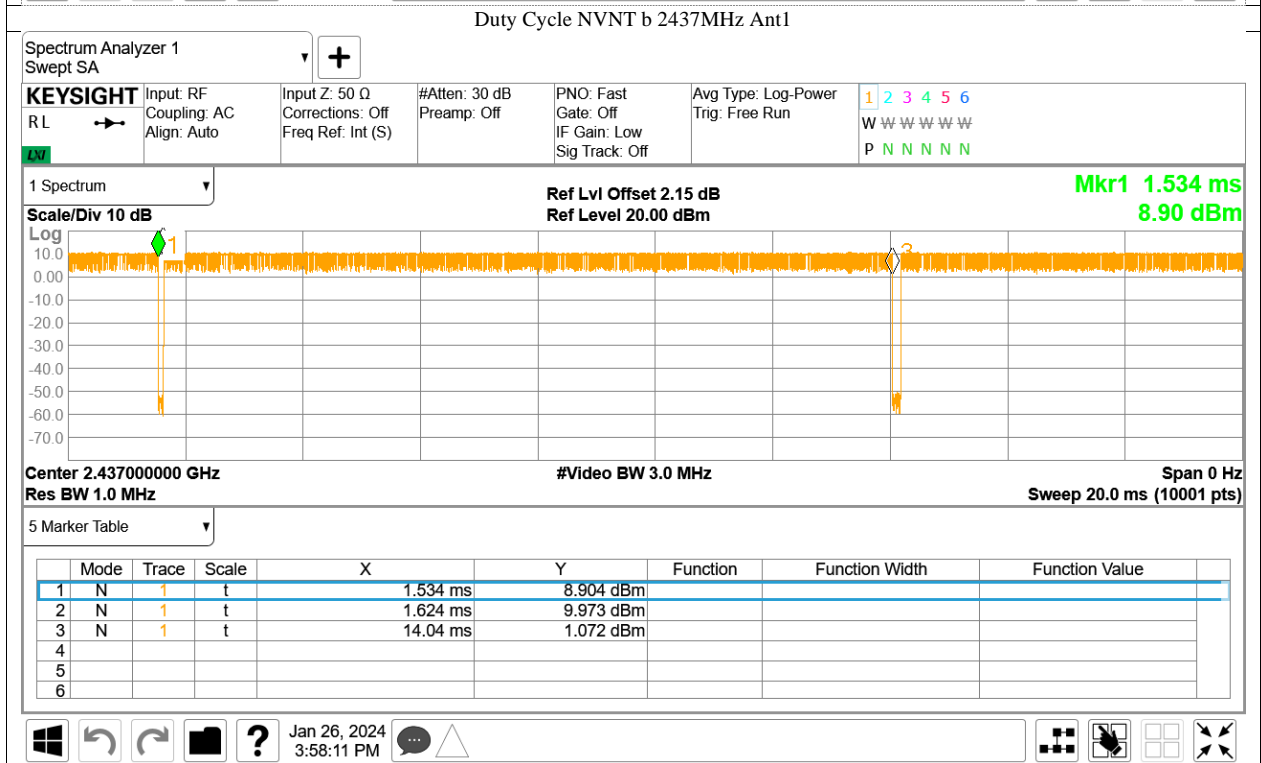 Duty Cycle NVNT b 2437MHz Ant1
Spectrum Analyzer 1
Swept SA
+
KEYSIGHT
RL
LXI
Input: RF
Coupling: AC
Align: Auto
Input Z: 50 Ω
Corrections: Off
Freq Ref: Int (S)
#Atten: 30 dB
Preamp: Off
PNO: Fast
Gate: Off
IF Gain: Low
Sig Track: Off
Avg Type: Log-Power
Trig: Free Run
1 2 3 4 5 6
W W W W W W
P N N N N N
1 Spectrum
Scale/Div 10 dB
Ref Lvl Offset 2.15 dB
Ref Level 20.00 dBm
Mkr1 1.534 ms
8.90 dBm
Log
10.0
0.00
-10.0
-20.0
-30.0
-40.0
-50.0
-60.0
-70.0
1
3
Center 2.437000000 GHz
#Video BW 3.0 MHz
Span 0 Hz
Res BW 1.0 MHz
Sweep 20.0 ms (10001 pts)
5 Marker Table
Mode Trace Scale X Y Function Function Width Function Value
1 N 1 t 1.534 ms 8.904 dBm
2 N 1 t 1.624 ms 9.973 dBm
3 N 1 t 14.04 ms 1.072 dBm
4
5
6
?
Jan 26, 2024
3:58:11 PM